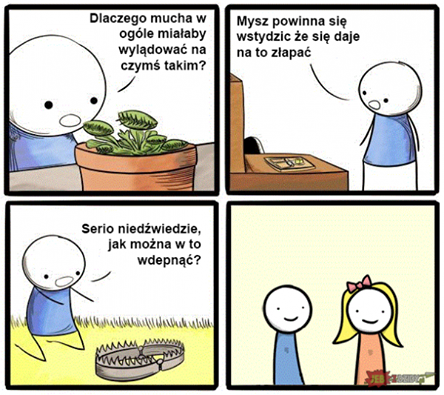 Dlaczego mucha w
ogóle miałaby
wylądować na
czymś takim?
Mysz powinna się
wstydzic że się daje
na to złapać
Serio niedźwiedzie,
jak można w to
wdepnąć?